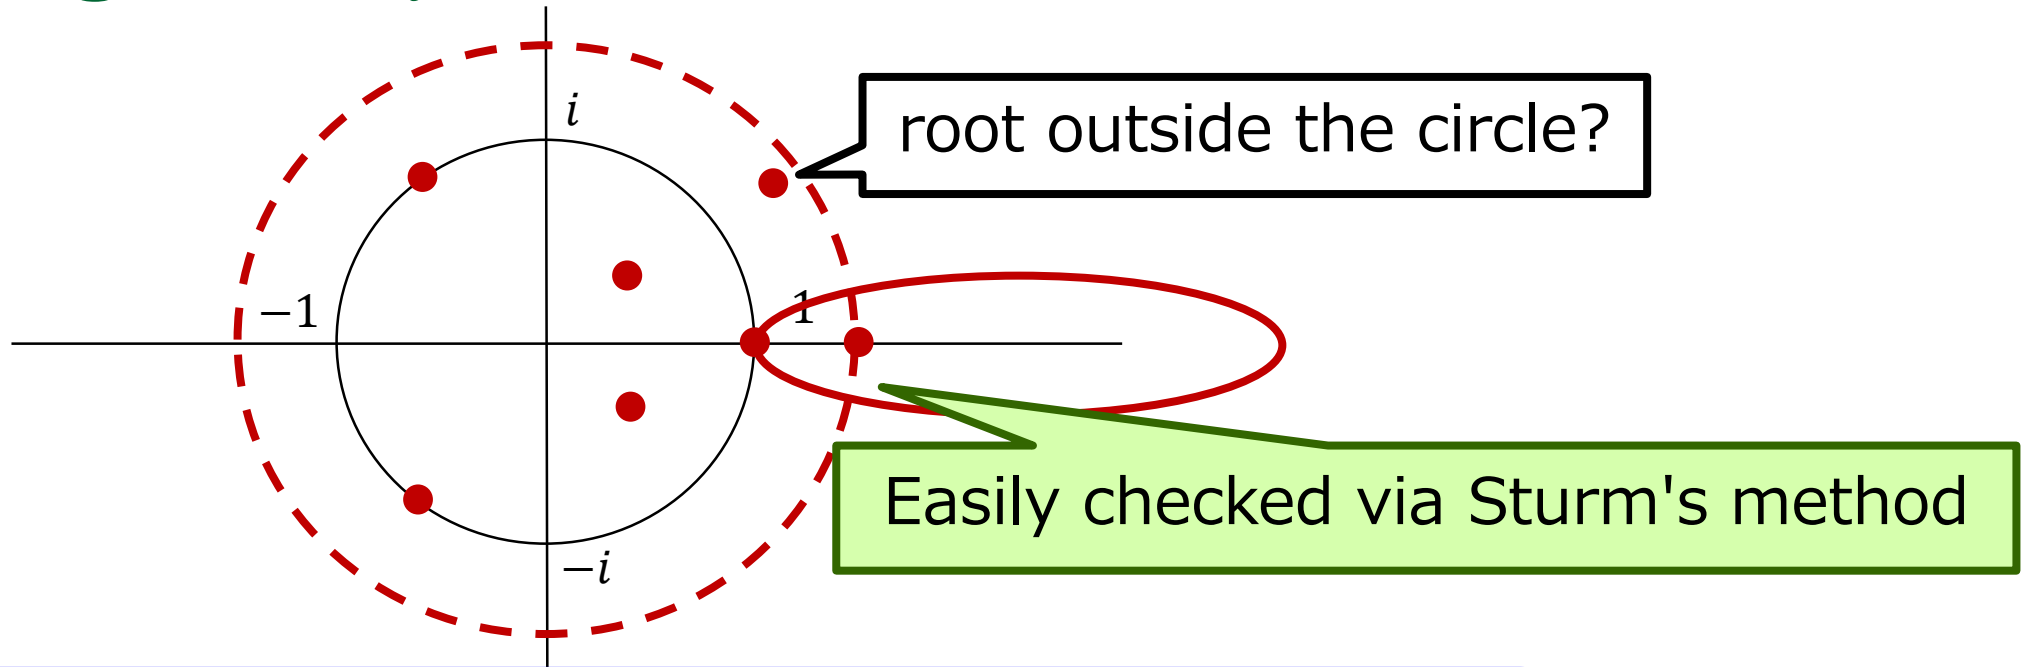 i
root outside the circle?
−1
1
Easily checked via Sturm's method
−i